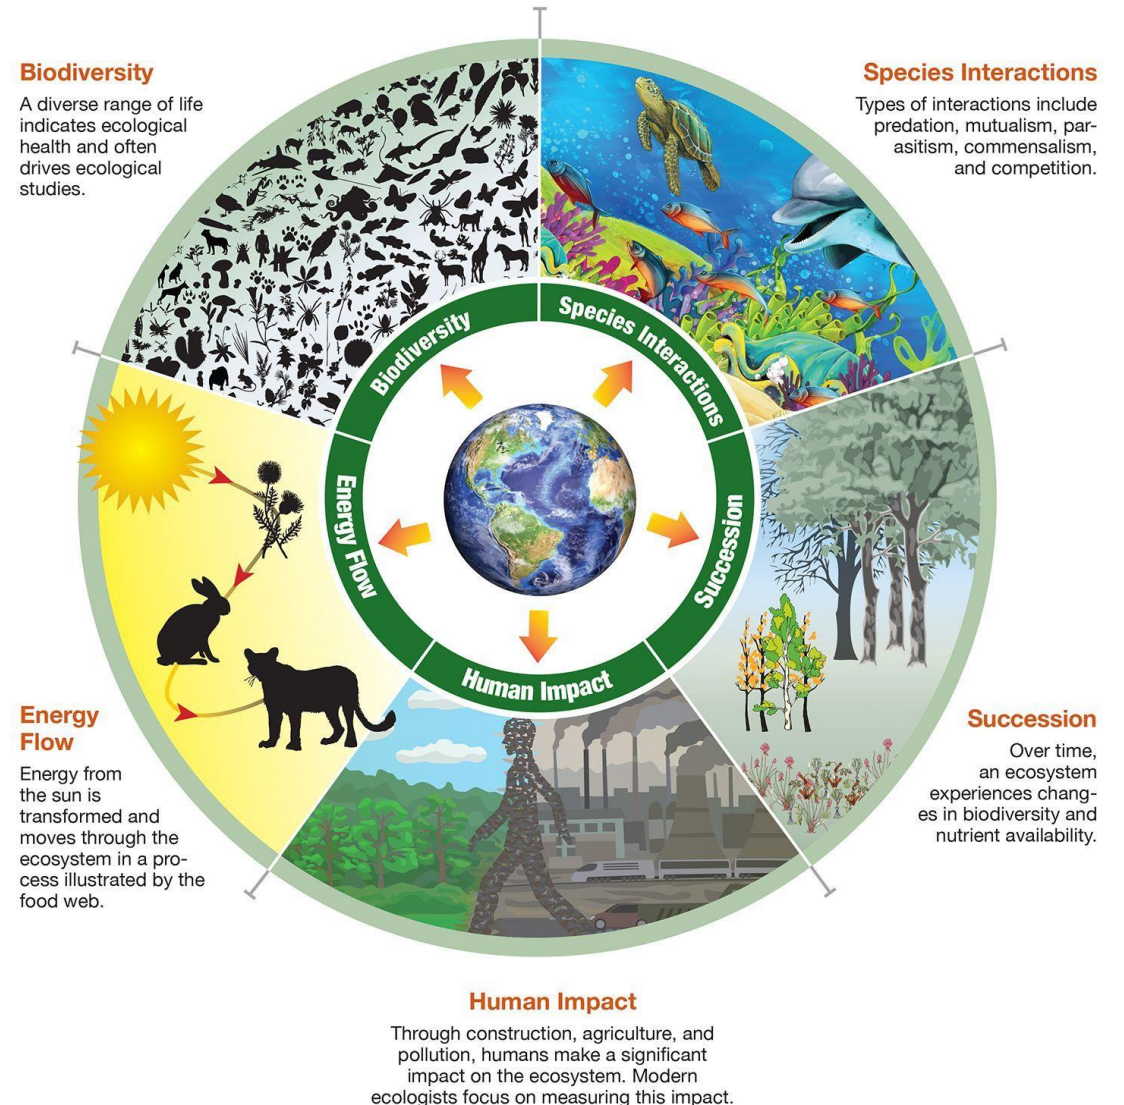 Biodiversity
A diverse range of life
indicates ecological
health and often
drives ecological
studies.
Species Interactions
Types of interactions include
predation, mutualism, par-
asitism, commensalism,
and competition.
Biodiversity
Species Interactions
Energy Flow
Succession
Human Impact
Energy
Flow
Energy from
the sun is
transformed and
moves through the
ecosystem in a pro-
cess illustrated by the
food web.
Succession
Over time,
an ecosystem
experiences chang-
es in biodiversity and
nutrient availability.
Human Impact
Through construction, agriculture, and
pollution, humans make a significant
impact on the ecosystem. Modern
ecologists focus on measuring this impact.